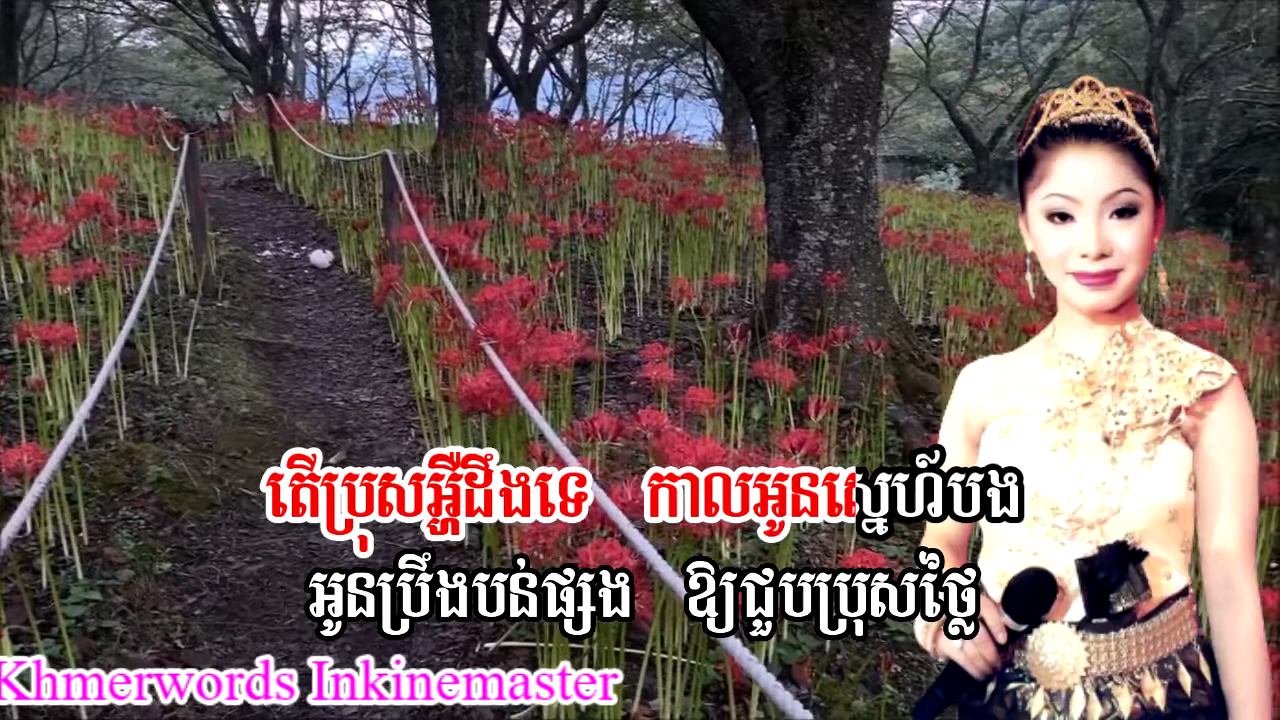 តើប្រុសអ្ហឺដឹងទេ កាលអូនស្នេហ៍បង
អូនប្រឹងបន់ផ្សង ឱ្យជួបប្រុសថ្លៃ
Khmerwords Inkinemaster